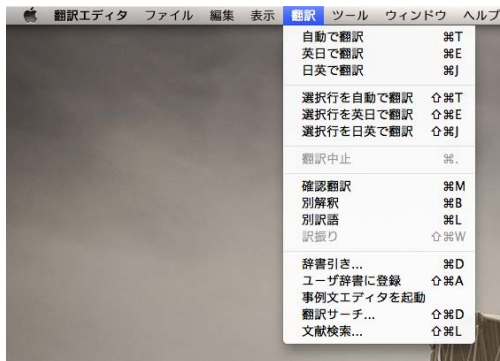 翻訳エディタ ファイル 編集 表示 翻訳 ツール ウィンドウ ヘルプ
自動で翻訳 ⌘T
英日で翻訳 ⌘E
日英で翻訳 ⌘J
選択行を自動で翻訳 ⇧⌘T
選択行を英日で翻訳 ⇧⌘E
選択行を日英で翻訳 ⇧⌘J
翻訳中止 ⌘.
確認翻訳 ⌘M
別解釈 ⌘B
別訳語 ⌘L
訳振り ⇧⌘W
辞書引き... ⌘D
ユーザ辞書に登録 ⇧⌘A
事例文エディタを起動
翻訳サーチ... ⇧⌘D
文献検索... ⇧⌘L